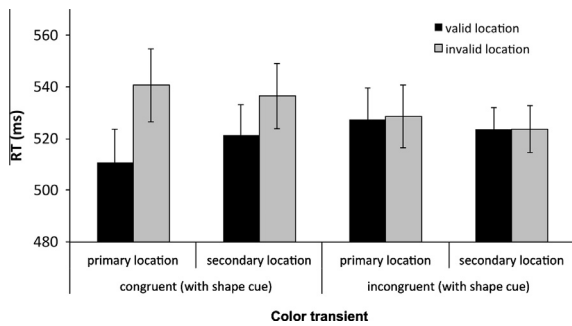 560
540
520
500
480
RT (ms)
valid location
invalid location
primary location
secondary location
primary location
secondary location
congruent (with shape cue)
incongruent (with shape cue)
Color transient